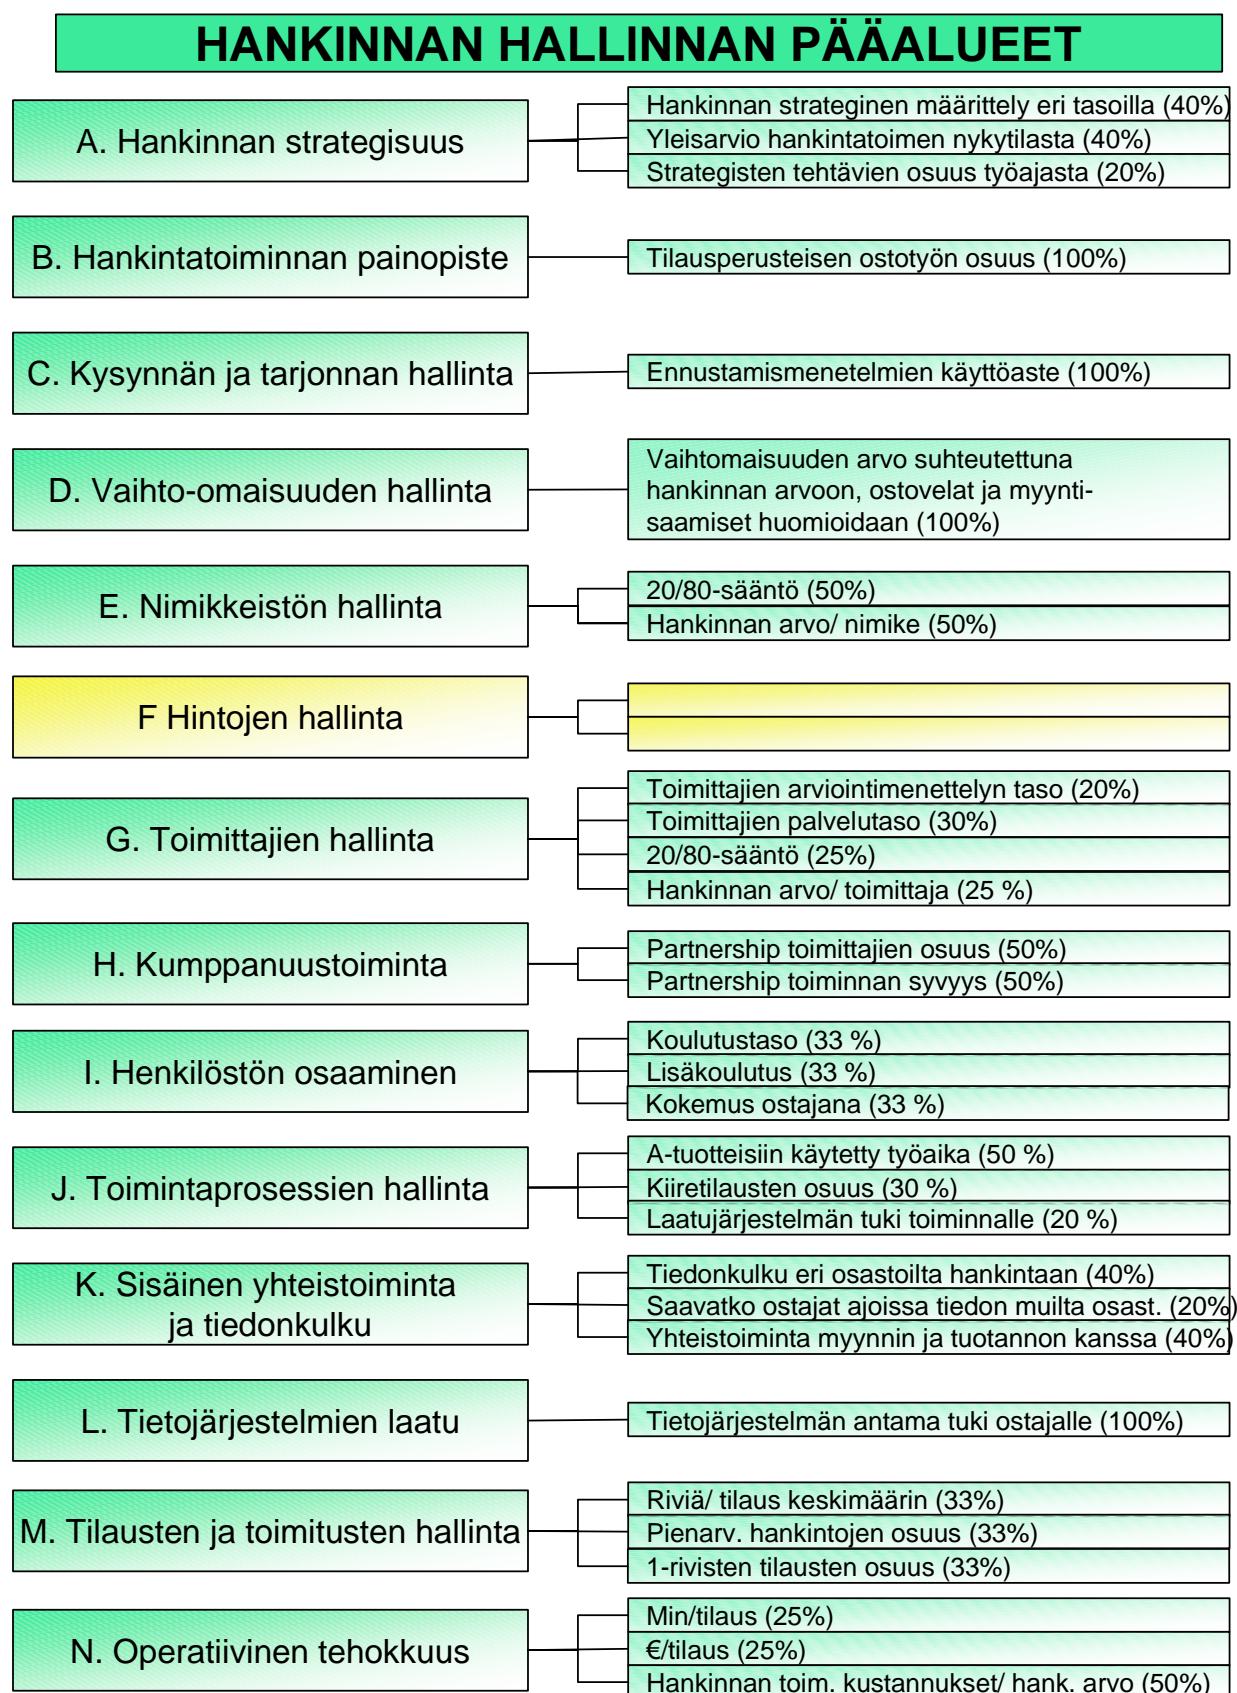 HANKINNAN HALLINNAN PÄÄALUEET
A. Hankinnan strategisuus
Hankinnan strateginen määrittely eri tasoilla (40%)
Yleisarvio hankintatoimen nykytilasta (40%)
Strategisten tehtävien osuus työajasta (20%)
B. Hankintatoiminnan painopiste
Tilausperusteisen ostotyön osuus (100%)
C. Kysynnän ja tarjonnan hallinta
Ennustamismenetelmien käyttöaste (100%)
D. Vaihto-omaisuuden hallinta
Vaihtomaisuuden arvo suhteutettuna
hankinnan arvoon, ostovelat ja myynti-
saamiset huomioidaan (100%)
E. Nimikkeistön hallinta
20/80-sääntö (50%)
Hankinnan arvo/ nimike (50%)
F Hintojen hallinta
G. Toimittajien hallinta
Toimittajien arviointimenettelyn taso (20%)
Toimittajien palvelutaso (30%)
20/80-sääntö (25%)
Hankinnan arvo/ toimittaja (25 %)
H. Kumppanuustoiminta
Partnership toimittajien osuus (50%)
Partnership toiminnan syvyys (50%)
I. Henkilöstön osaaminen
Koulutustaso (33 %)
Lisäkoulutus (33 %)
Kokemus ostajana (33 %)
J. Toimintaprosessien hallinta
A-tuotteisiin käytetty työaika (50 %)
Kiiretilausten osuus (30 %)
Laatujärjestelmän tuki toiminnalle (20 %)
K. Sisäinen yhteistoiminta
ja tiedonkulku
Tiedonkulku eri osastoilta hankintaan (40%)
Saavatko ostajat ajoissa tiedon muilta osast. (20%)
Yhteistoiminta myynnin ja tuotannon kanssa (40%)
L. Tietojärjestelmien laatu
Tietojärjestelmän antama tuki ostajalle (100%)
M. Tilausten ja toimitusten hallinta
Riviä/ tilaus keskimäärin (33%)
Pienarv. hankintojen osuus (33%)
1-rivisten tilausten osuus (33%)
N. Operatiivinen tehokkuus
Min/tilaus (25%)
€/tilaus (25%)
Hankinnan toim. kustannukset/ hank. arvo (50%)